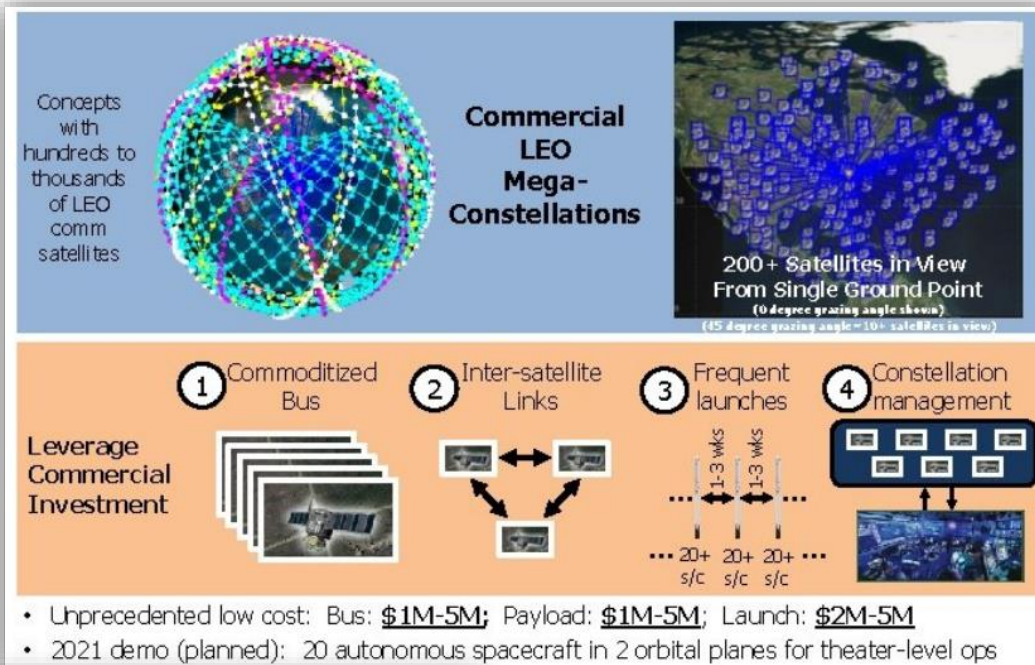 Concepts
with
hundreds to
thousands
of LEO
comm
satellites
Commercial
LEO
Mega-
Constellations
200+ Satellites in View
From Single Ground Point
(0 degree grazing angle shown)
(45 degree grazing angle = 10+ satellites in view)
Leverage
Commercial
Investment
1 Commoditized
Bus
2 Inter-satellite
Links
3 Frequent
launches
1-3 wks
1-3 wks
20+
s/c
20+
s/c
20+
s/c
4 Constellation
management
• Unprecedented low cost: Bus: $1M-5M; Payload: $1M-5M; Launch: $2M-5M
• 2021 demo (planned): 20 autonomous spacecraft in 2 orbital planes for theater-level ops